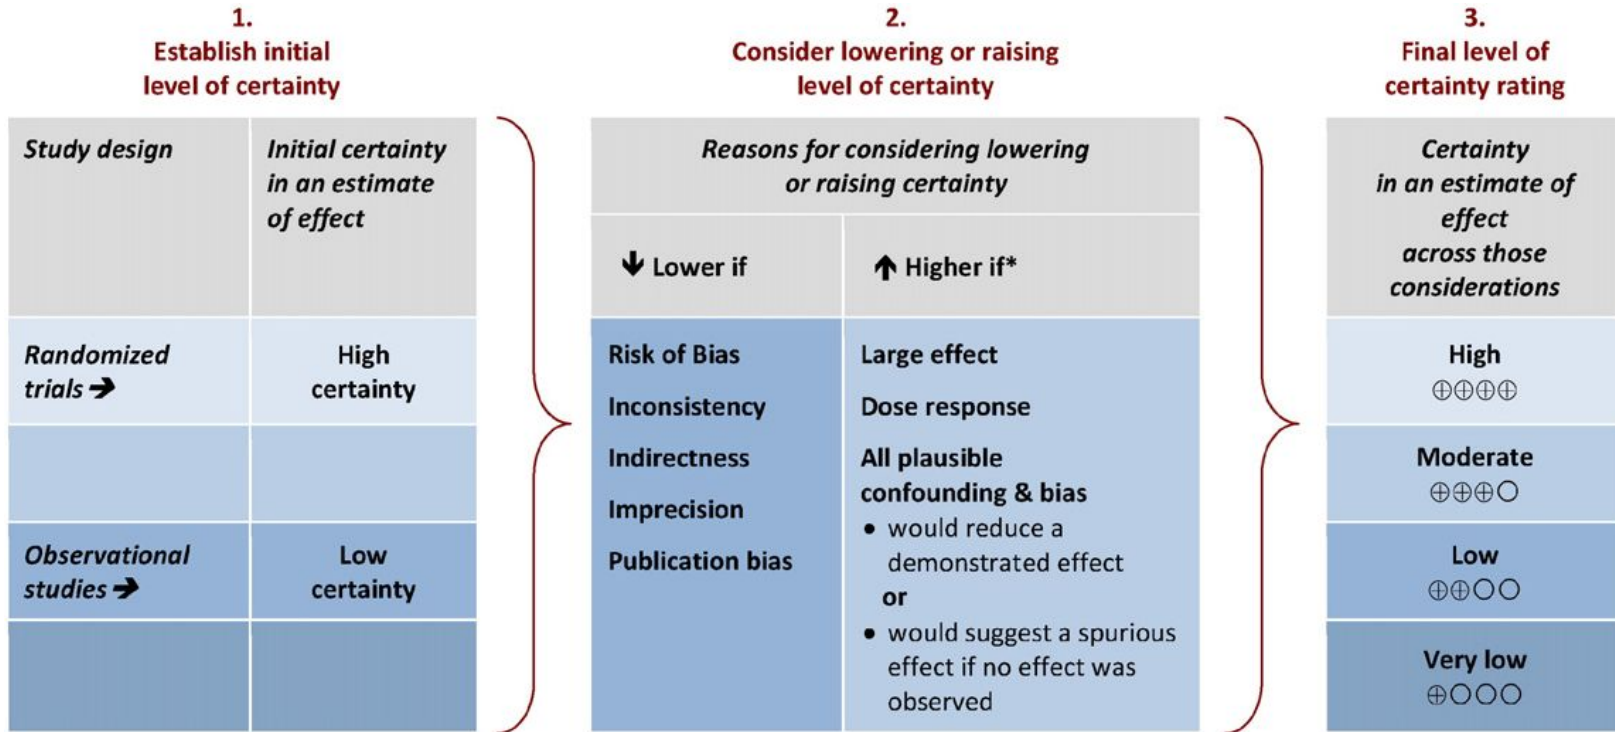 1.
Establish initial
level of certainty
Study design
Initial certainty
in an estimate
of effect
Randomized
trials ➔
High
certainty
Observational
studies ➔
Low
certainty
2.
Consider lowering or raising
level of certainty
Reasons for considering lowering
or raising certainty
🡻 Lower if
🡹 Higher if*
Risk of Bias
Inconsistency
Indirectness
Imprecision
Publication bias
Large effect
Dose response
All plausible
confounding & bias
• would reduce a
demonstrated effect
or
• would suggest a spurious
effect if no effect was
observed
3.
Final level of
certainty rating
Certainty
in an estimate of
effect
across those
considerations
High
⊕⊕⊕⊕
Moderate
⊕⊕⊕○
Low
⊕⊕○○
Very low
⊕○○○